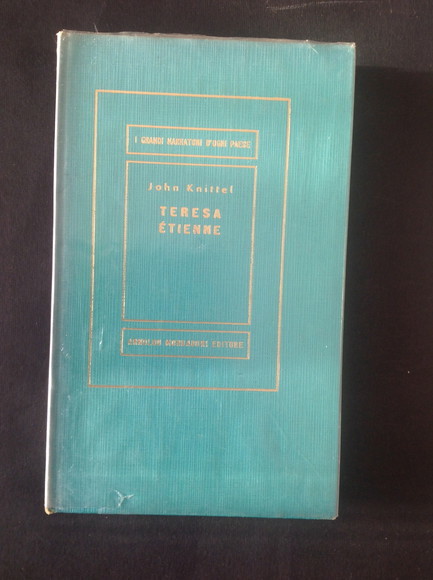 I GRANDI NARRATORI D'OGNI PAESE
John Knittel
TERESA
ÉTIENNE
ARNOLDO MONDADORI EDITORE